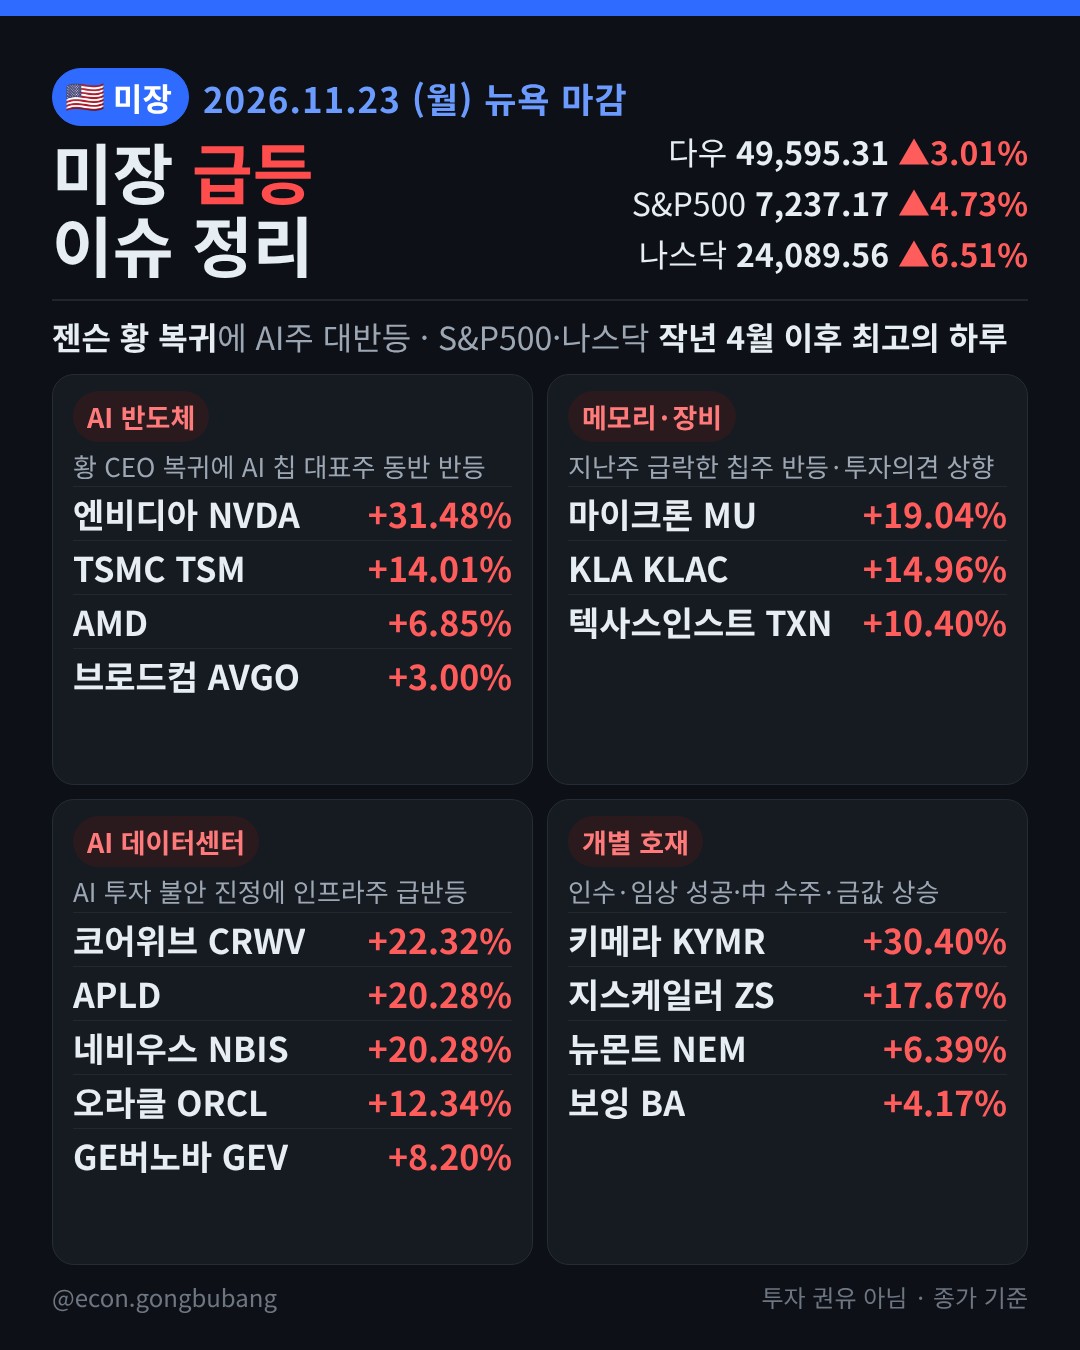 미장 2026.11.23 (월) 뉴욕 마감
미장 급등
이슈 정리
다우 49,595.31 ▲3.01%
S&P500 7,237.17 ▲4.73%
나스닥 24,089.56 ▲6.51%
젠슨 황 복귀에 AI주 대반등 · S&P500·나스닥 작년 4월 이후 최고의 하루
AI 반도체
황 CEO 복귀에 AI 칩 대표주 동반 반등
엔비디아 NVDA +31.48%
TSMC TSM +14.01%
AMD +6.85%
브로드컴 AVGO +3.00%
메모리·장비
지난주 급락한 칩주 반등·투자의견 상향
마이크론 MU +19.04%
KLA KLAC +14.96%
텍사스인스트 TXN +10.40%
AI 데이터센터
AI 투자 불안 진정에 인프라주 급반등
코어위브 CRWV +22.32%
APLD +20.28%
네비우스 NBIS +20.28%
오라클 ORCL +12.34%
GE버노바 GEV +8.20%
개별 호재
인수·임상 성공·中 수주·금값 상승
키메라 KYMR +30.40%
지스케일러 ZS +17.67%
뉴몬트 NEM +6.39%
보잉 BA +4.17%
@econ.gongbubang
투자 권유 아님 · 종가 기준